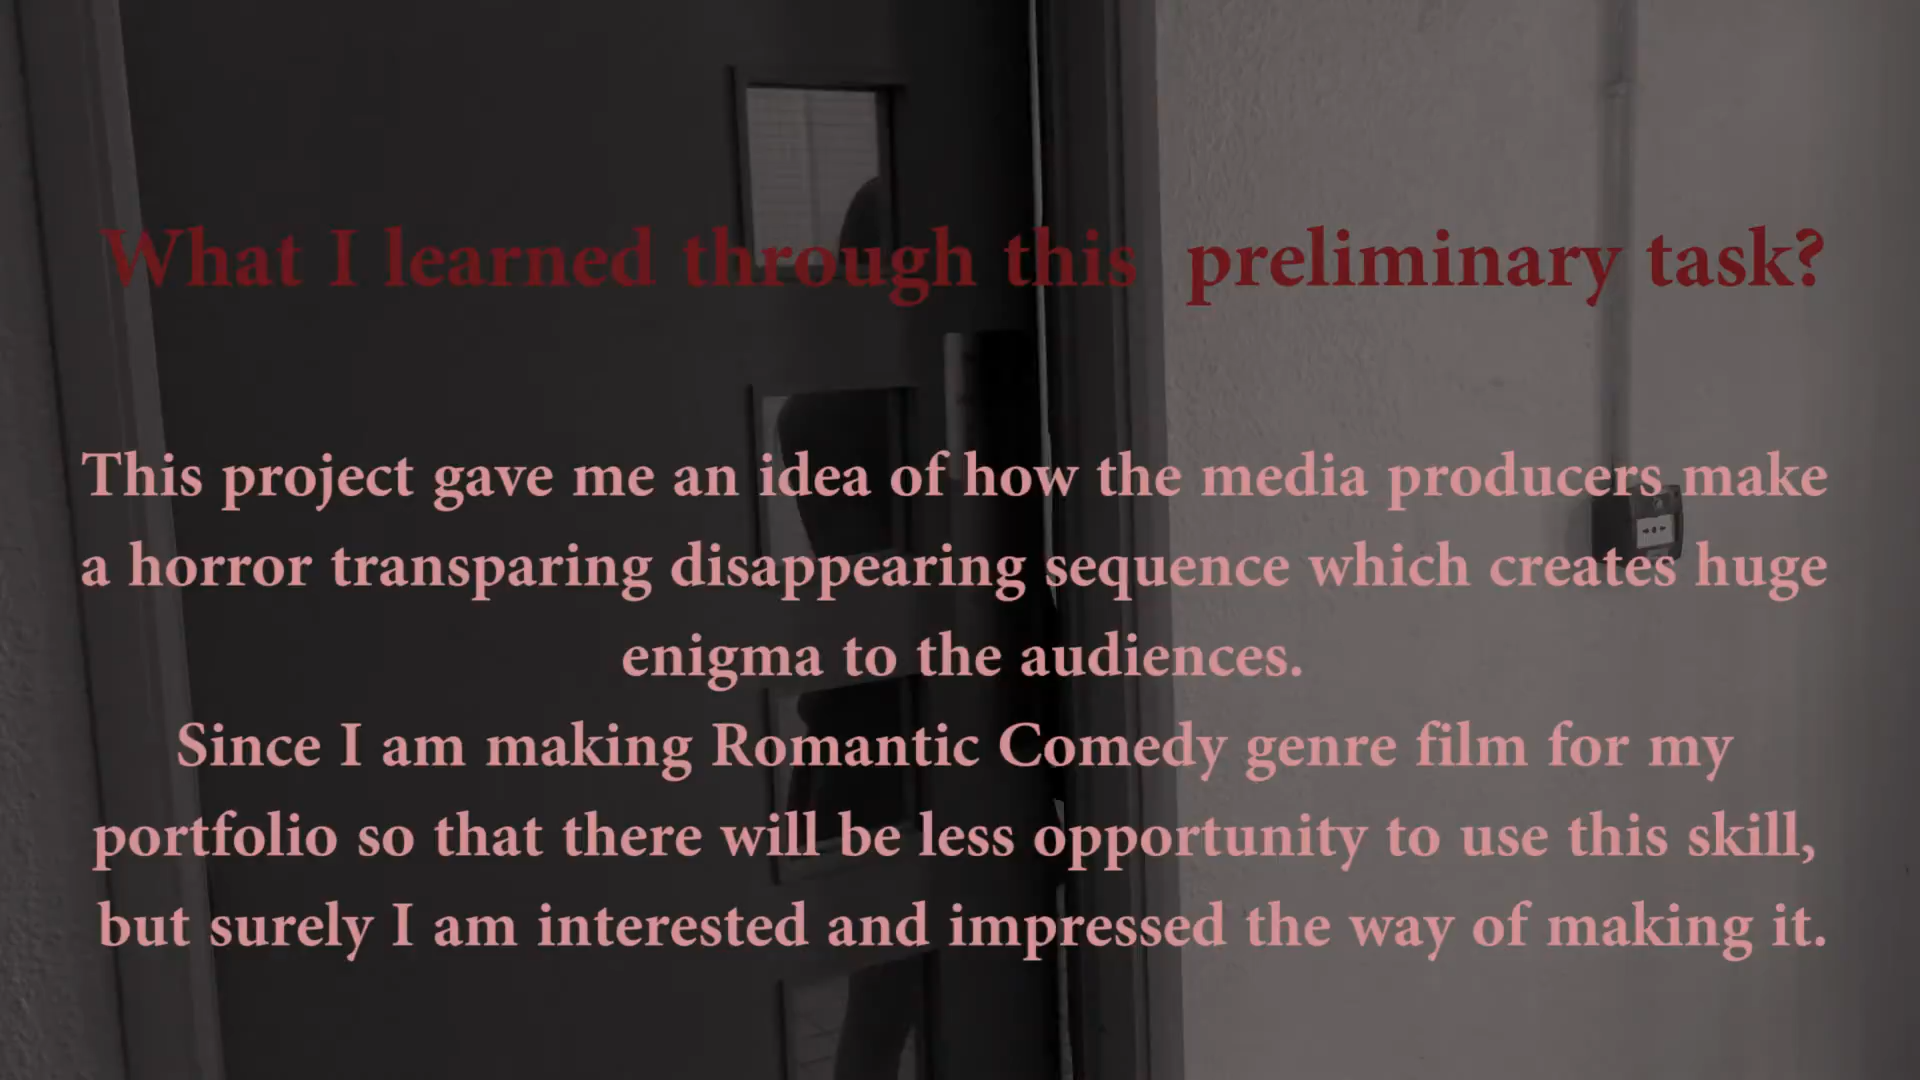 What I learned through this preliminary task?
This project gave me an idea of how the media producers make
a horror transparing disappearing sequence which creates huge
enigma to the audiences.
Since I am making Romantic Comedy genre film for my
portfolio so that there will be less opportunity to use this skill,
but surely I am interested and impressed the way of making it.